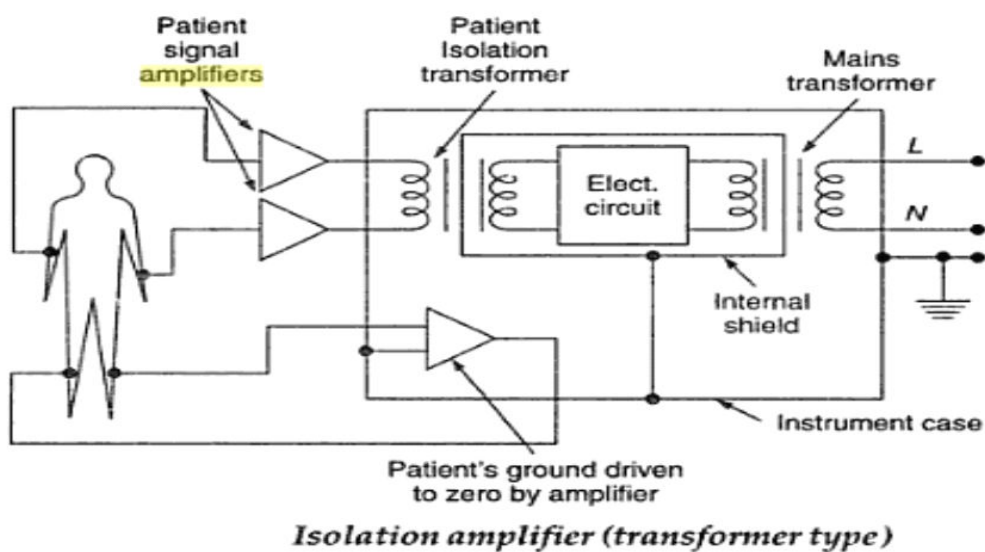 Patient
signal
amplifiers
Patient
Isolation
transformer
Mains
transformer
L
Elect.
circuit
N
Internal
shield
Instrument case
Patient's ground driven
to zero by amplifier
Isolation amplifier (transformer type)